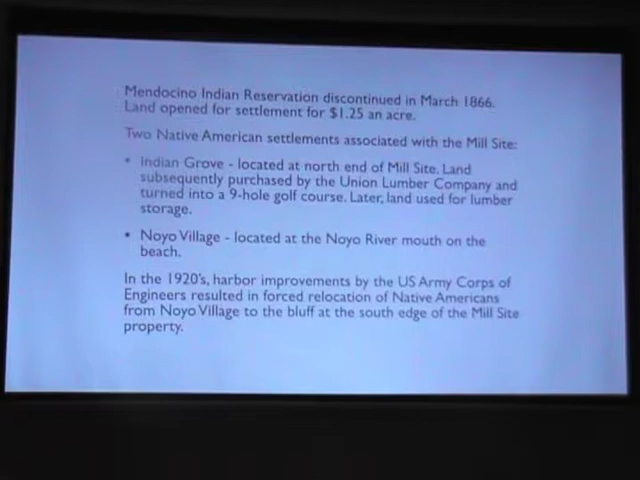 Mendocino Indian Reservation discontinued in March 1866.
Land opened for settlement for $1.25 an acre.
Two Native American settlements associated with the Mill Site:
• Indian Grove - located at north end of Mill Site. Land
subsequently purchased by the Union Lumber Company and
turned into a 9-hole golf course. Later, land used for lumber
storage.
• Noyo Village - located at the Noyo River mouth on the
beach.
In the 1920's, harbor improvements by the US Army Corps of
Engineers resulted in forced relocation of Native Americans
from Noyo Village to the bluff at the south edge of the Mill Site
property.